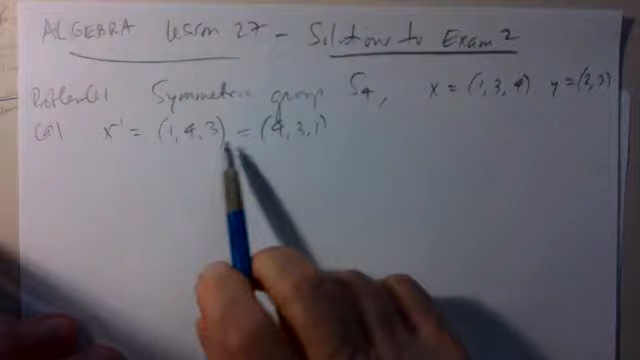 ALGEBRA Lesson 27 - Solutions to Exam 2
Problem 1 Symmetric group S4, x = (1, 3, 4) y = (2, 3)
(a) x⁻¹ = (1, 4, 3) = (4, 3, 1)